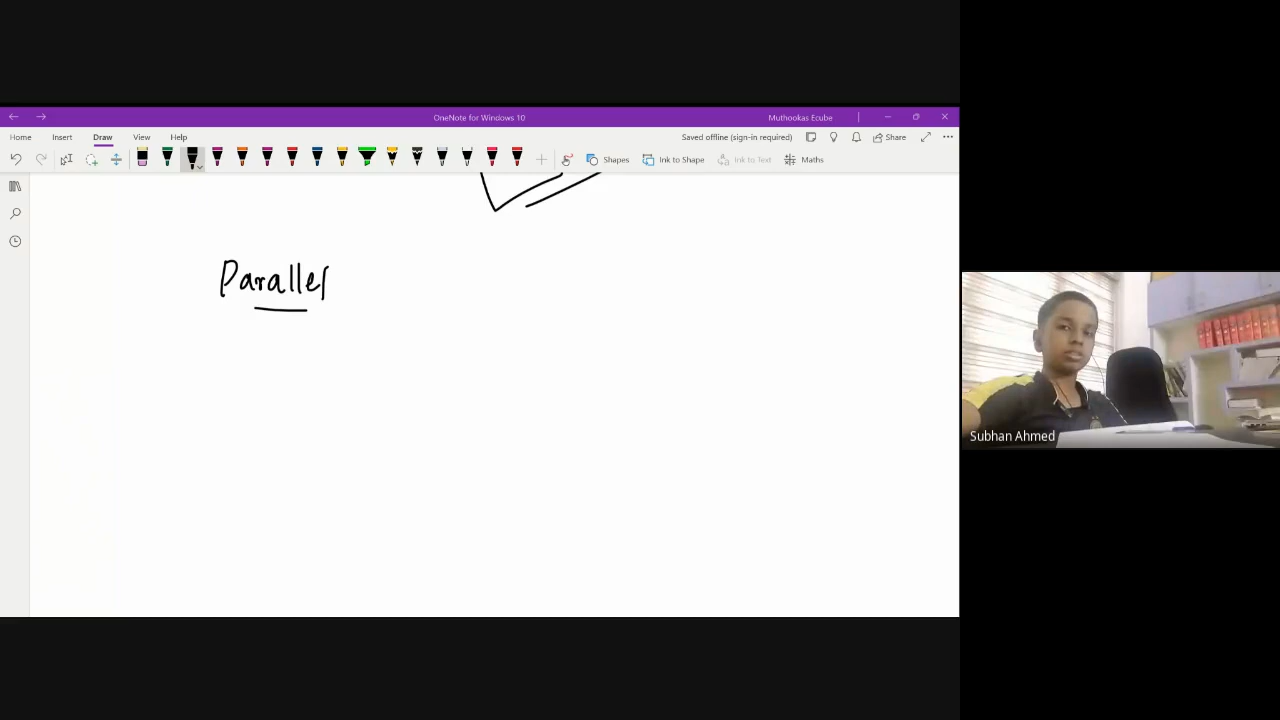 OneNote for Windows 10
Muthookas Ecube
Home Insert Draw View Help
Saved offline (sign-in required)
Share
Shapes
Ink to Shape
Ink to Text
Maths
Parallel
Subhan Ahmed